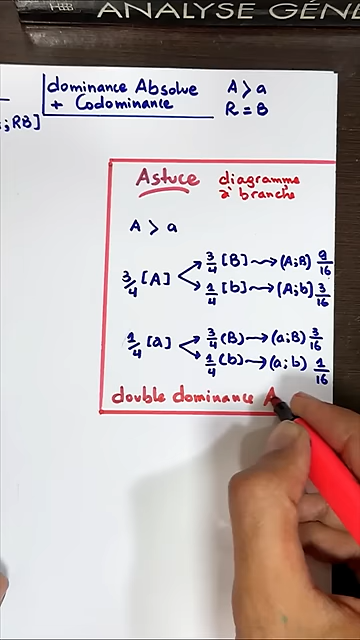 ANALYSE GÉNÉ
dominance Absolue A > a
+ Codominance R = B
; RB]
Astuce diagramme
à branche
A > a
3/4 [A]
3/4 [B] ⟿ (A;B) 9/16
1/4 [b] ⟿ (A;b) 3/16
1/4 [a]
3/4 (B) ⟶ (a;B) 3/16
1/4 (b) ⟶ (a;b) 1/16
double dominance A